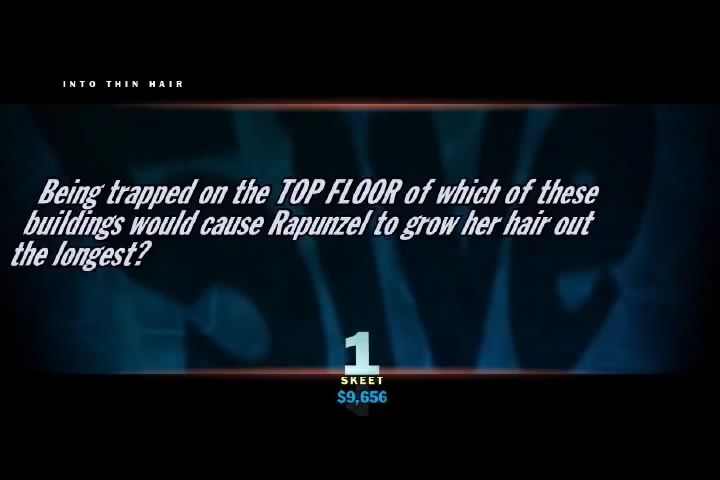 INTO THIN HAIR
Being trapped on the TOP FLOOR of which of these
buildings would cause Rapunzel to grow her hair out
the longest?
1
SKEET
$9,656